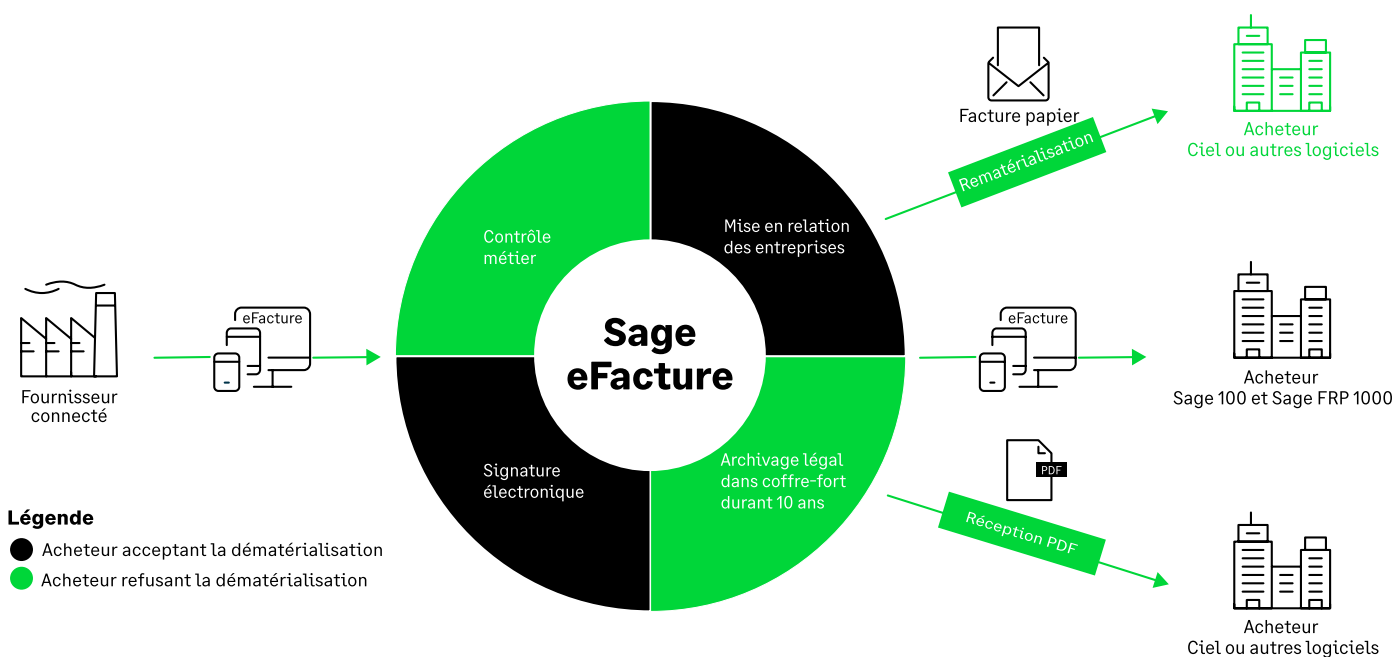 Facture papier
Rematérialisation
Acheteur
Ciel ou autres logiciels
Contrôle
métier
Mise en relation
des entreprises
eFacture
Fournisseur
connecté
Sage
eFacture
eFacture
Acheteur
Sage 100 et Sage FRP 1000
Signature
électronique
Archivage légal
dans coffre-fort
durant 10 ans
PDF
Réception PDF
Acheteur
Ciel ou autres logiciels
Légende
Acheteur acceptant la dématérialisation
Acheteur refusant la dématérialisation